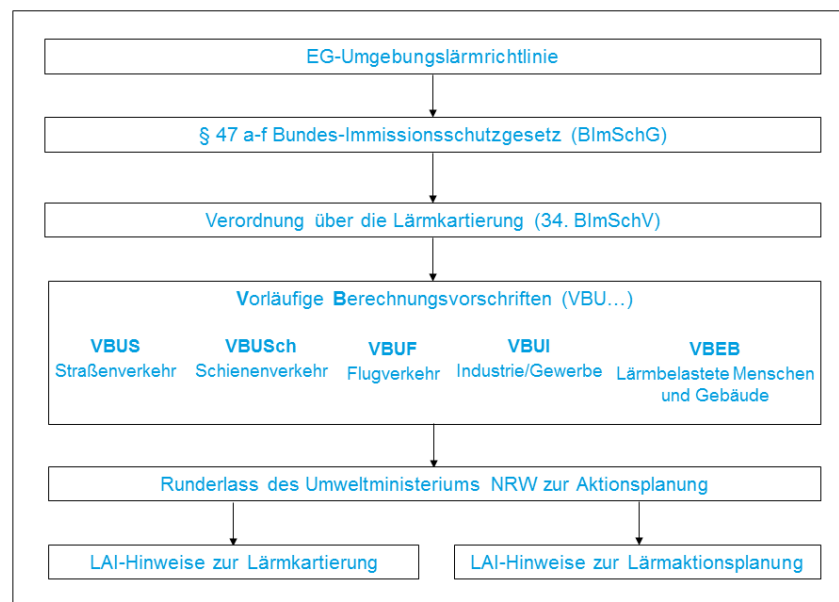 EG-Umgebungslärmrichtlinie
§ 47 a-f Bundes-Immissionsschutzgesetz (BImSchG)
Verordnung über die Lärmkartierung (34. BImSchV)
Vorläufige Berechnungsvorschriften (VBU…)
VBUS
Straßenverkehr
VBUSch
Schienenverkehr
VBUF
Flugverkehr
VBUI
Industrie/Gewerbe
VBEB
Lärmbelastete Menschen
und Gebäude
Runderlass des Umweltministeriums NRW zur Aktionsplanung
LAI-Hinweise zur Lärmkartierung
LAI-Hinweise zur Lärmaktionsplanung